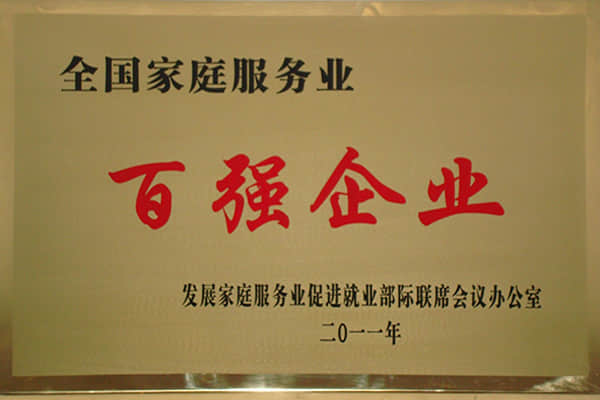 全国家庭服务业
百强企业
发展家庭服务业促进就业部际联席会议办公室
二〇一一年